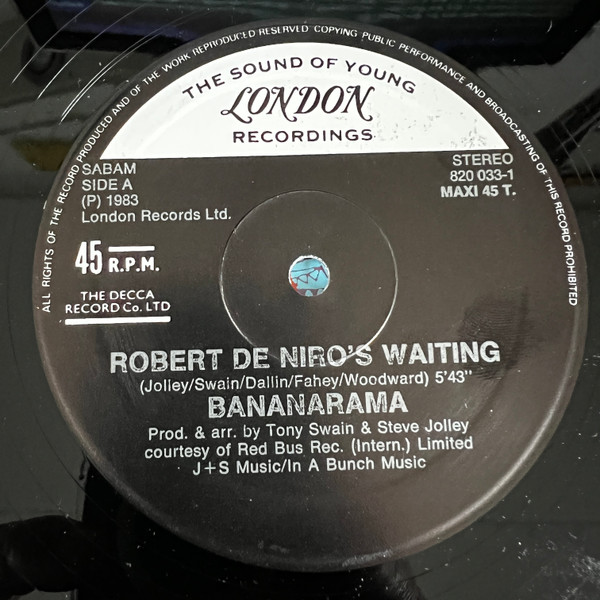 ALL RIGHTS OF THE RECORD PRODUCED AND OF THE WORK REPRODUCED RESERVED COPYING PUBLIC PERFORMANCE AND BROADCASTING OF THIS RECORD PROHIBITED
THE SOUND OF YOUNG
LONDON
RECORDINGS
SABAM
SIDE A
(P) 1983
London Records Ltd.
STEREO
820 033-1
MAXI 45 T.
45 R.P.M.
THE DECCA
RECORD Co. LTD
ROBERT DE NIRO'S WAITING
(Jolley/Swain/Dallin/Fahey/Woodward) 5'43"
BANANARAMA
Prod. & arr. by Tony Swain & Steve Jolley
courtesy of Red Bus Rec. (Intern.) Limited
J+S Music/In A Bunch Music